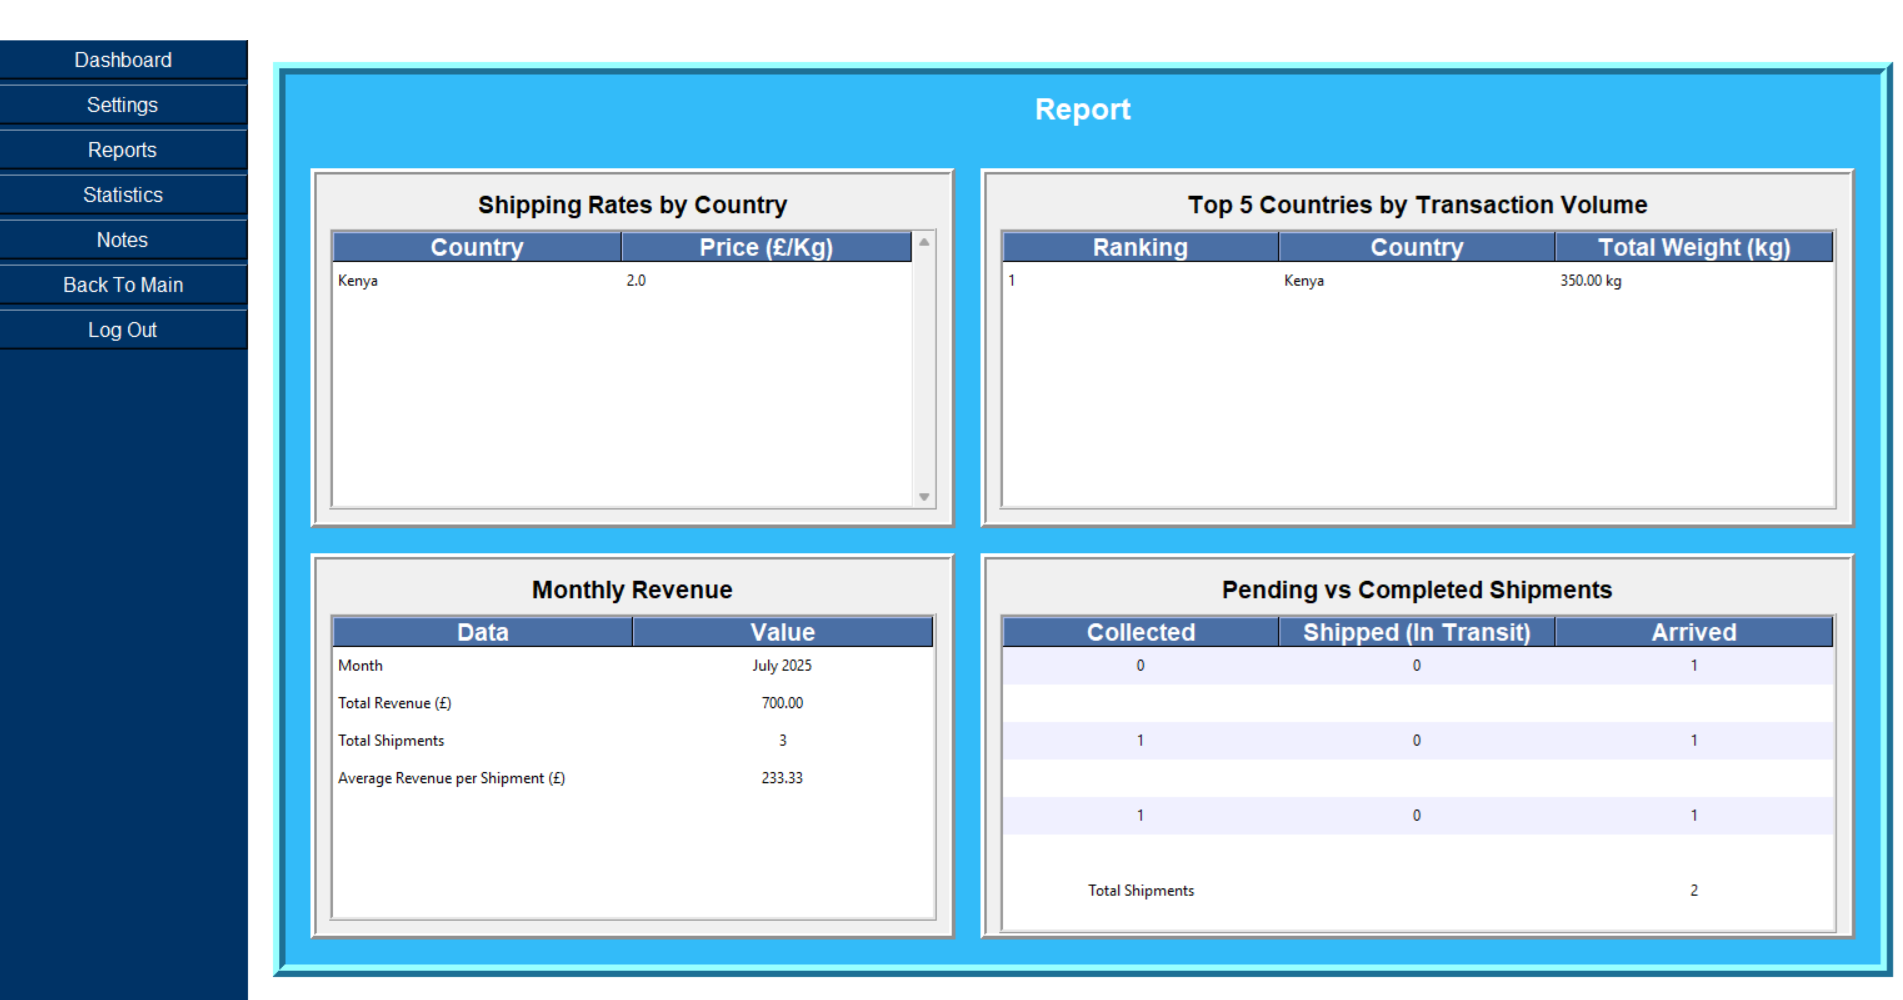 Dashboard
Settings
Reports
Statistics
Notes
Back To Main
Log Out
Report
Shipping Rates by Country
Country Price (£/Kg)
Kenya 2.0
Top 5 Countries by Transaction Volume
Ranking Country Total Weight (kg)
1 Kenya 350.00 kg
Monthly Revenue
Data Value
Month July 2025
Total Revenue (£) 700.00
Total Shipments 3
Average Revenue per Shipment (£) 233.33
Pending vs Completed Shipments
Collected Shipped (In Transit) Arrived
0 0 1
1 0 1
1 0 1
Total Shipments 2